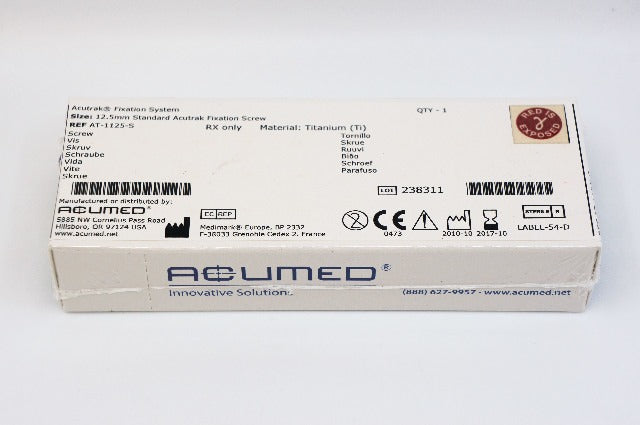 Acutrak® Fixation System
QTY - 1
Size: 12.5mm Standard Acutrak Fixation Screw
REF AT-1125-S
RX only Material: Titanium (Ti)
RED IS
γ
EXPOSED
Screw
Vis
Skruv
Schraube
Vida
Vite
Skrue
Tornillo
Skrue
Ruuvi
Bião
Schroef
Parafuso
LOT 238311
Manufactured or distributed by:
ACUMED®
5885 NW Cornelius Pass Road
Hillsboro, OR 97124 USA
www.acumed.net
EC REP
Medimark® Europe, BP 2332
F-38033 Grenoble Cedex 2, France
2
CE
0473
2010-10 2017-10
STERILE R
LABLL-54-D
ACUMED®
Innovative Solutions
(888) 627-9957 · www.acumed.net